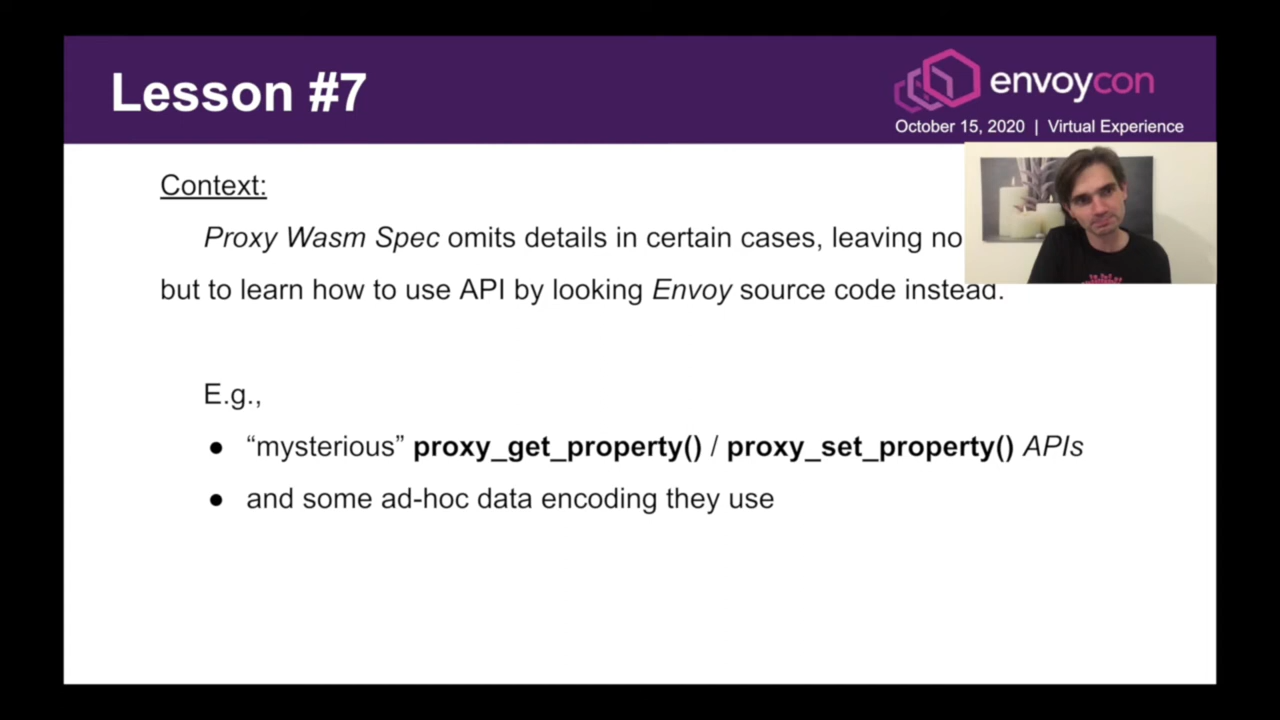 Lesson #7
envoycon
October 15, 2020 | Virtual Experience
Context:
Proxy Wasm Spec omits details in certain cases, leaving no
but to learn how to use API by looking Envoy source code instead.
E.g.,
● “mysterious” proxy_get_property() / proxy_set_property() APIs
● and some ad-hoc data encoding they use